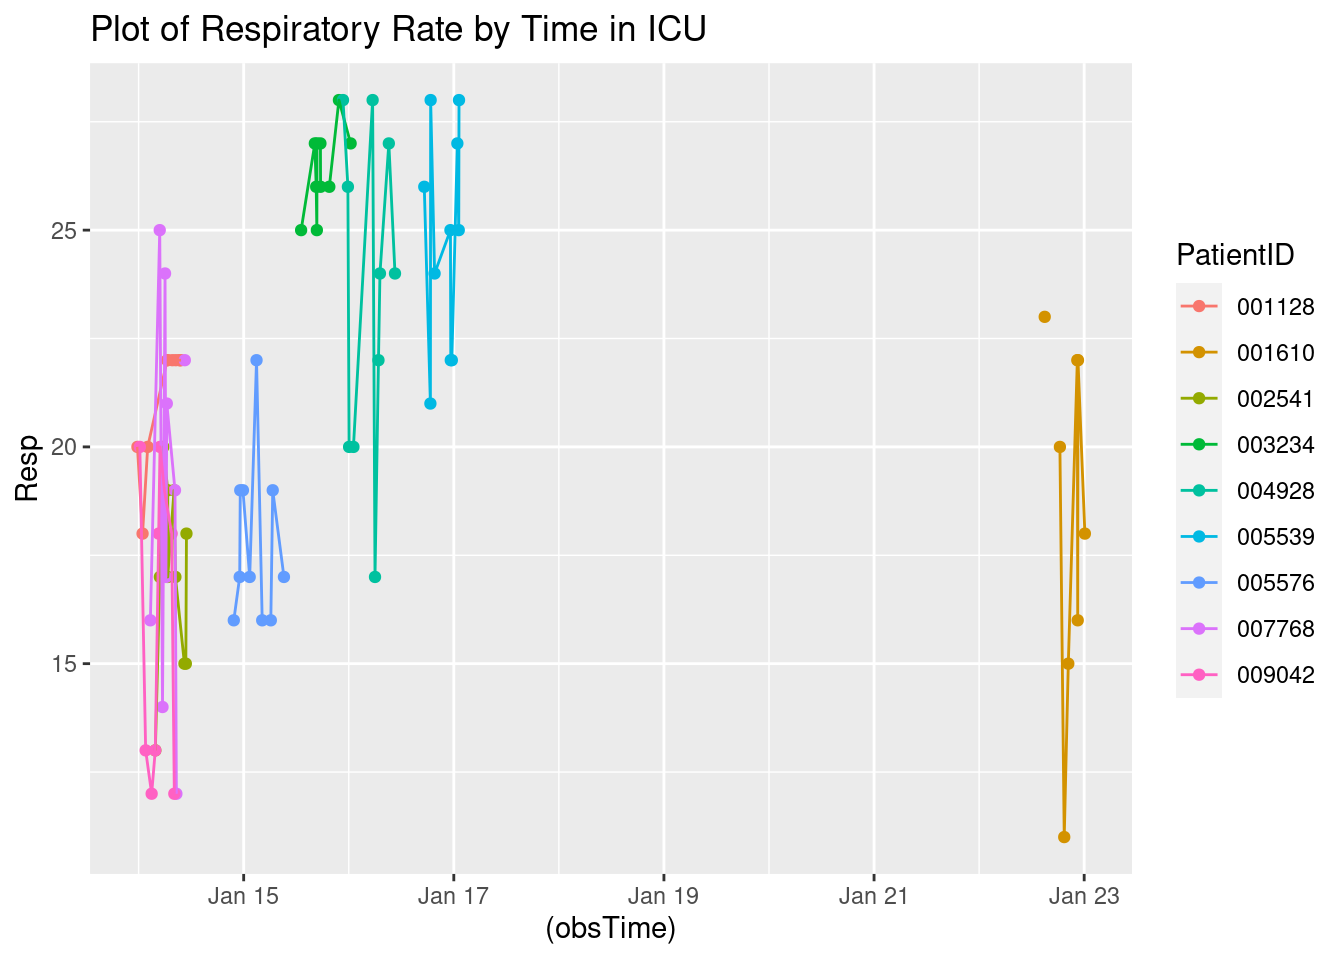 Plot of Respiratory Rate by Time in ICU
Resp
25
20
15
Jan 15
Jan 17
Jan 19
Jan 21
Jan 23
(obsTime)
PatientID
001128
001610
002541
003234
004928
005539
005576
007768
009042